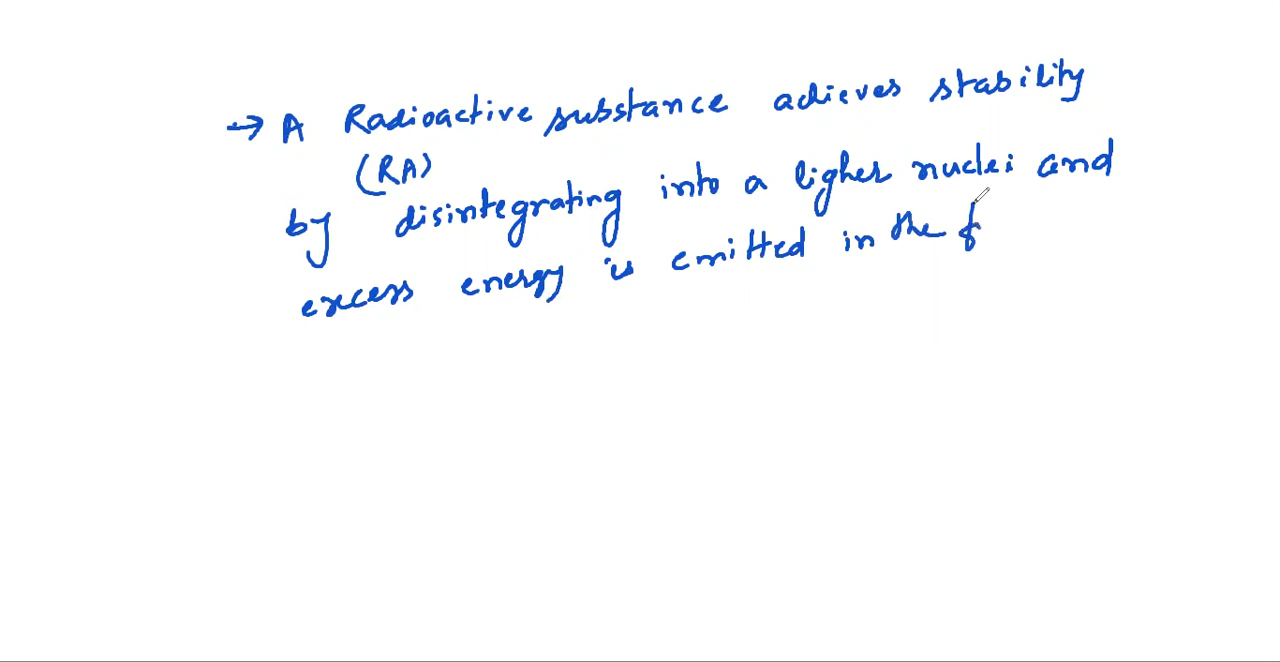 → A Radioactive substance achieves stability
(RA)
by disintegrating into a ligher nuclei and
excess energy is emitted in the f